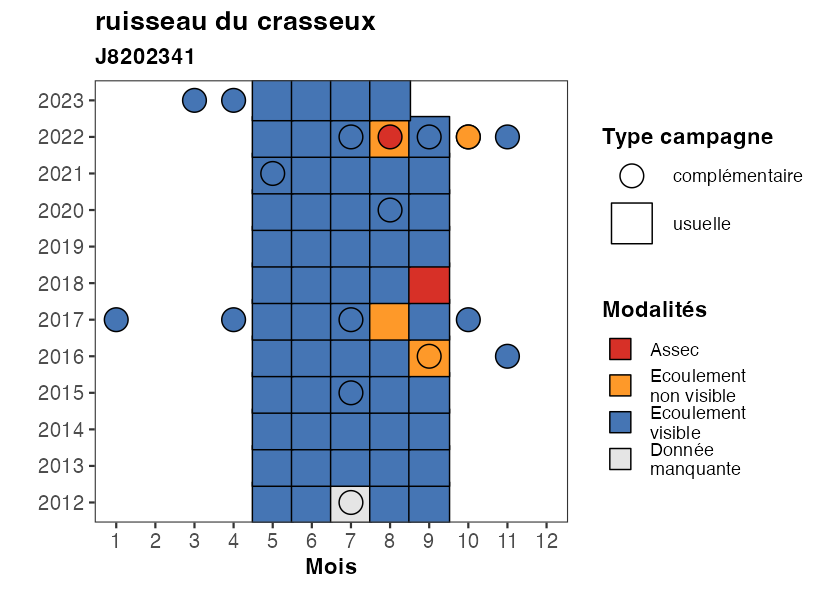 ruisseau du crasseux
J8202341
2023
2022
2021
2020
2019
2018
2017
2016
2015
2014
2013
2012
1 2 3 4 5 6 7 8 9 10 11 12
Mois
Type campagne
complémentaire
usuelle
Modalités
Assec
Ecoulement
non visible
Ecoulement
visible
Donnée
manquante